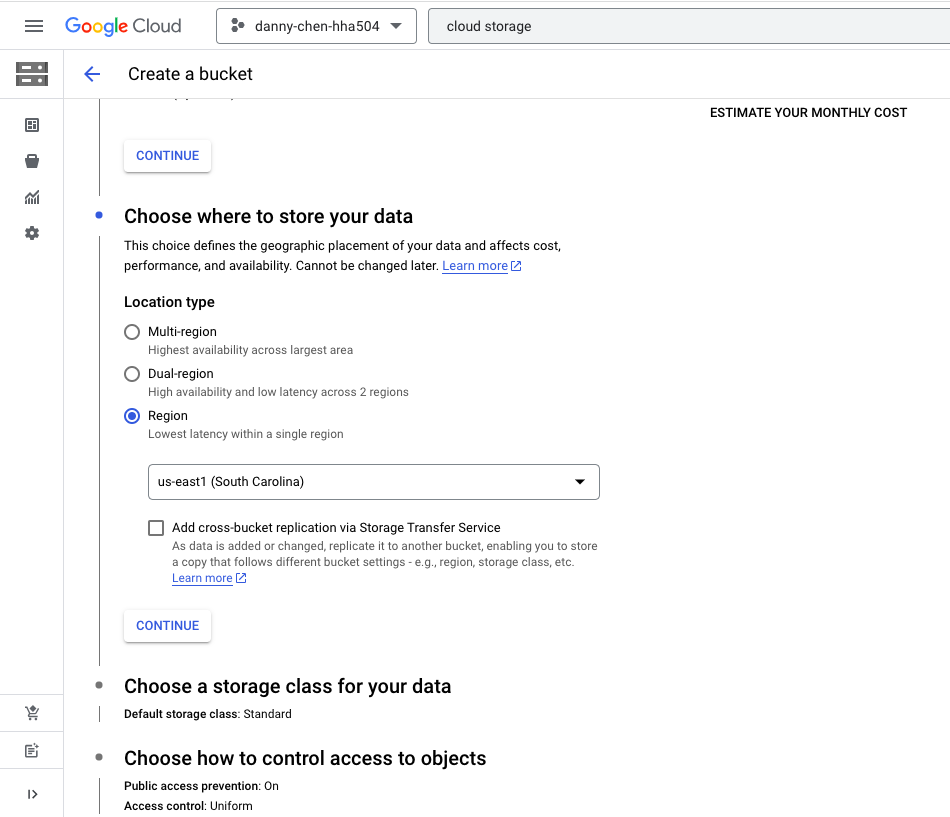 Google Cloud
danny-chen-hha504
cloud storage
Create a bucket
ESTIMATE YOUR MONTHLY COST
CONTINUE
Choose where to store your data
This choice defines the geographic placement of your data and affects cost,
performance, and availability. Cannot be changed later. Learn more
Location type
Multi-region
Highest availability across largest area
Dual-region
High availability and low latency across 2 regions
Region
Lowest latency within a single region
us-east1 (South Carolina)
Add cross-bucket replication via Storage Transfer Service
As data is added or changed, replicate it to another bucket, enabling you to store
a copy that follows different bucket settings - e.g., region, storage class, etc.
Learn more
CONTINUE
Choose a storage class for your data
Default storage class: Standard
Choose how to control access to objects
Public access prevention: On
Access control: Uniform